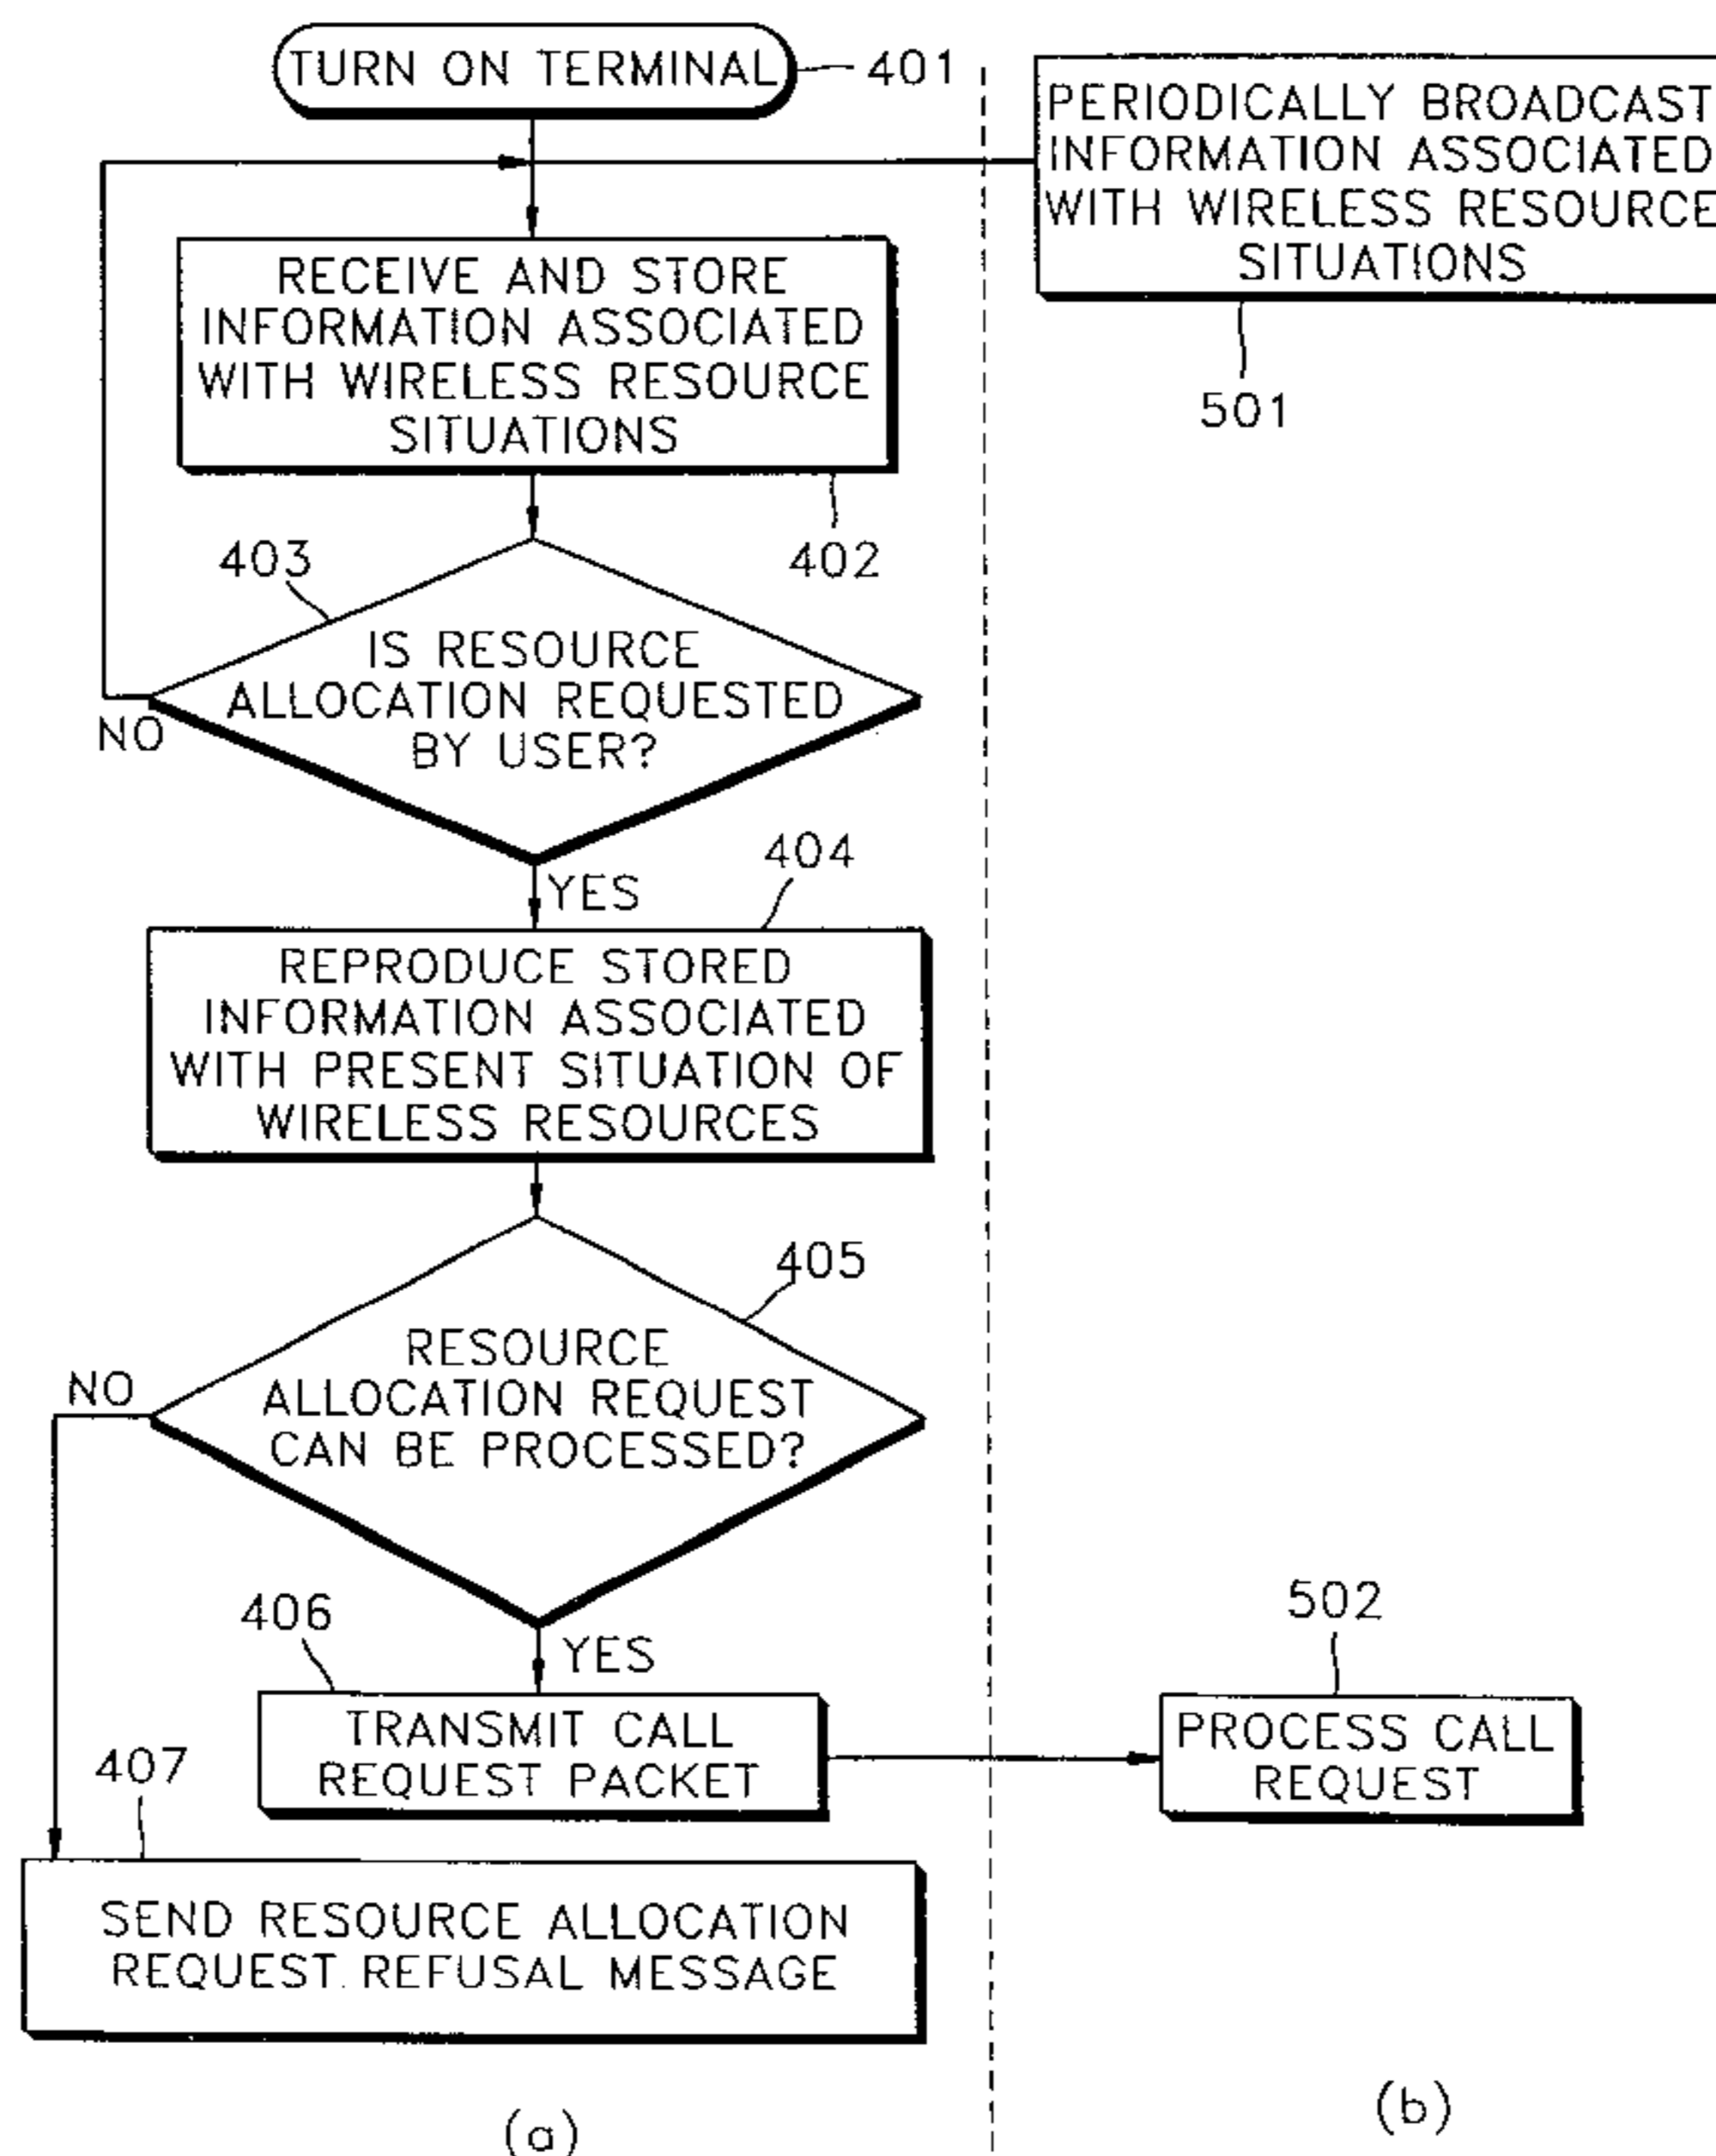 TURN ON TERMINAL
401
PERIODICALLY BROADCAST
INFORMATION ASSOCIATED
WITH WIRELESS RESOURCE
SITUATIONS
501
RECEIVE AND STORE
INFORMATION ASSOCIATED
WITH WIRELESS RESOURCE
SITUATIONS
402
403
IS RESOURCE
ALLOCATION REQUESTED
BY USER?
NO
YES
404
REPRODUCE STORED
INFORMATION ASSOCIATED
WITH PRESENT SITUATION OF
WIRELESS RESOURCES
405
RESOURCE
ALLOCATION REQUEST
CAN BE PROCESSED?
NO
YES
406
TRANSMIT CALL
REQUEST PACKET
502
PROCESS CALL
REQUEST
407
SEND RESOURCE ALLOCATION
REQUEST REFUSAL MESSAGE
(a)
(b)